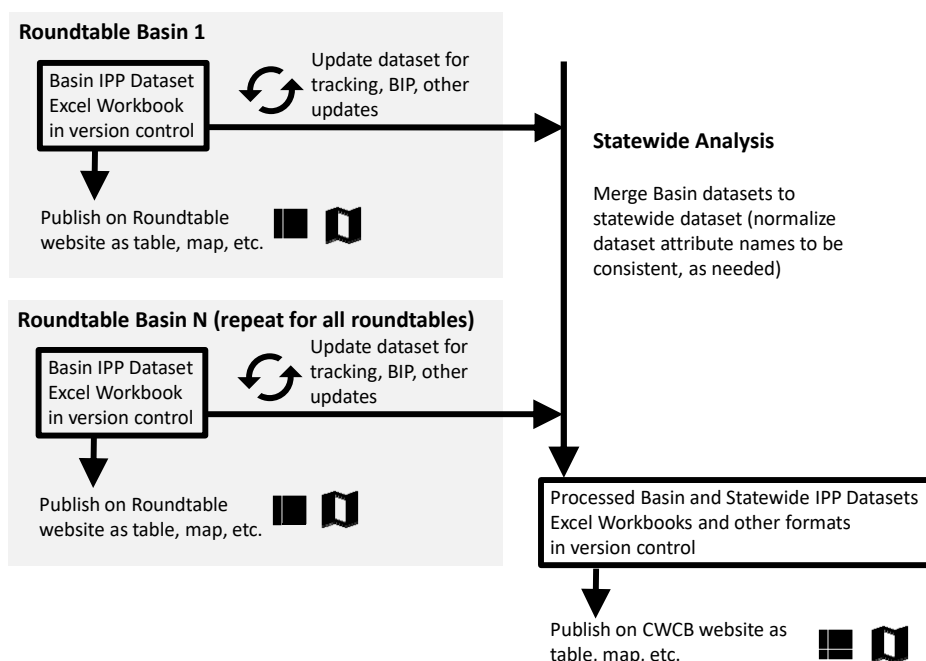 Roundtable Basin 1
Basin IPP Dataset
Excel Workbook
in version control
Update dataset for
tracking, BIP, other
updates
Publish on Roundtable
website as table, map, etc.
Statewide Analysis
Merge Basin datasets to
statewide dataset (normalize
dataset attribute names to be
consistent, as needed)
Roundtable Basin N (repeat for all roundtables)
Basin IPP Dataset
Excel Workbook
in version control
Update dataset for
tracking, BIP, other
updates
Publish on Roundtable
website as table, map, etc.
Processed Basin and Statewide IPP Datasets
Excel Workbooks and other formats
in version control
Publish on CWCB website as
table, map, etc.